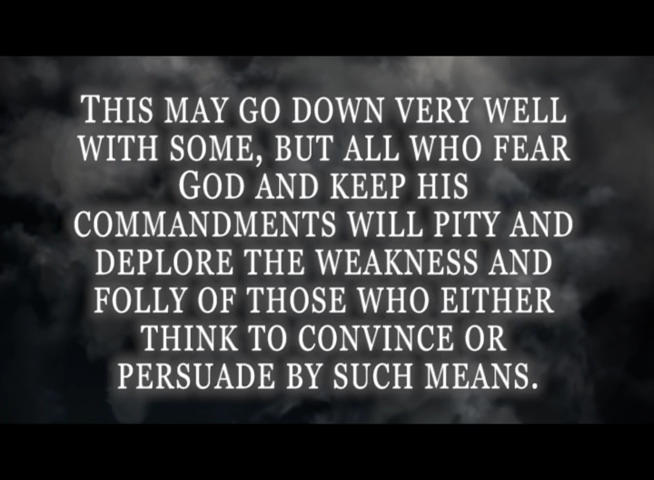 THIS MAY GO DOWN VERY WELL
WITH SOME, BUT ALL WHO FEAR
GOD AND KEEP HIS
COMMANDMENTS WILL PITY AND
DEPLORE THE WEAKNESS AND
FOLLY OF THOSE WHO EITHER
THINK TO CONVINCE OR
PERSUADE BY SUCH MEANS.